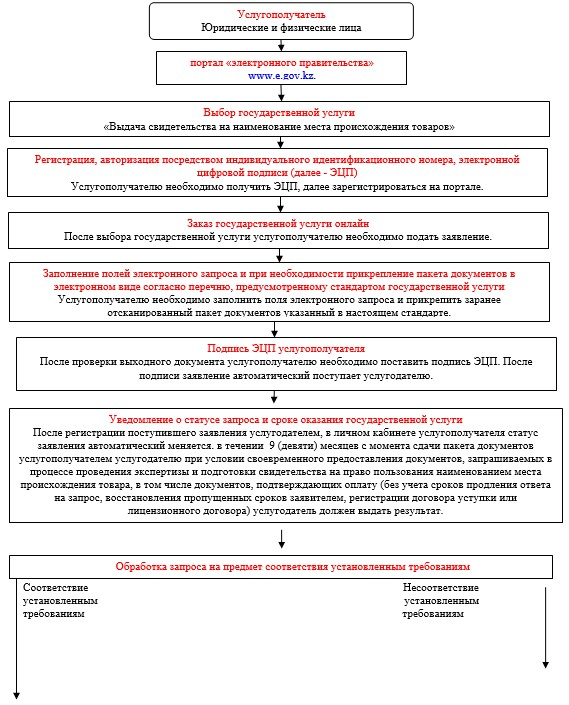 Услугополучатель
Юридические и физические лица
портал «электронного правительства»
www.e.gov.kz.
Выбор государственной услуги
«Выдача свидетельства на наименование места происхождения товаров»
Регистрация, авторизация посредством индивидуального идентификационного номера, электронной
цифровой подписи (далее - ЭЦП)
Услугополучателю необходимо получить ЭЦП, далее зарегистрироваться на портале.
Заказ государственной услуги онлайн
После выбора государственной услуги услугополучателю необходимо подать заявление.
Заполнение полей электронного запроса и при необходимости прикрепление пакета документов в
электронном виде согласно перечню, предусмотренному стандартом государственной услуги
Услугополучателю необходимо заполнить поля электронного запроса и прикрепить заранее
отсканированный пакет документов указанный в настоящем стандарте.
Подпись ЭЦП услугополучателя
После проверки выходного документа услугополучателю необходимо поставить подпись ЭЦП. После
подписи заявление автоматический поступает услугодателю.
Уведомление о статусе запроса и сроке оказания государственной услуги
После регистрации поступившего заявления услугодателем, в личном кабинете услугополучателя статус
заявления автоматический меняется. в течении 9 (девяти) месяцев с момента сдачи пакета документов
услугополучателем услугодателю при условии своевременного предоставления документов, запрашиваемых в
процессе проведения экспертизы и подготовки свидетельства на право пользования наименованием места
происхождения товара, в том числе документов, подтверждающих оплату (без учета сроков продления ответа
на запрос, восстановления пропущенных сроков заявителем, регистрации договора уступки или
лицензионного договора) услугодатель должен выдать результат.
Обработка запроса на предмет соответствия установленным требованиям
Соответствие
установленным
требованиям
Несоответствие
установленным
требованиям